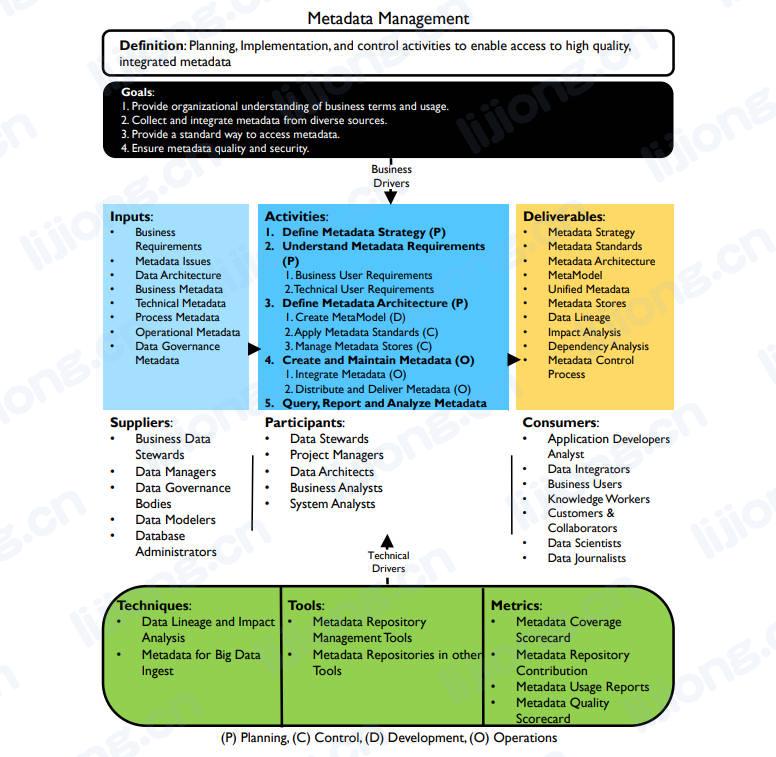 Metadata Management
Definition: Planning, Implementation, and control activities to enable access to high quality,
integrated metadata
Goals:
1. Provide organizational understanding of business terms and usage.
2. Collect and integrate metadata from diverse sources.
3. Provide a standard way to access metadata.
4. Ensure metadata quality and security.
Business
Drivers
Inputs:
• Business
Requirements
• Metadata Issues
• Data Architecture
• Business Metadata
• Technical Metadata
• Process Metadata
• Operational Metadata
• Data Governance
Metadata
Activities:
1. Define Metadata Strategy (P)
2. Understand Metadata Requirements
(P)
1. Business User Requirements
2. Technical User Requirements
3. Define Metadata Architecture (P)
1. Create MetaModel (D)
2. Apply Metadata Standards (C)
3. Manage Metadata Stores (C)
4. Create and Maintain Metadata (O)
1. Integrate Metadata (O)
2. Distribute and Deliver Metadata (O)
5. Query, Report and Analyze Metadata
Deliverables:
• Metadata Strategy
• Metadata Standards
• Metadata Architecture
• MetaModel
• Unified Metadata
• Metadata Stores
• Data Lineage
• Impact Analysis
• Dependency Analysis
• Metadata Control
Process
Suppliers:
• Business Data
Stewards
• Data Managers
• Data Governance
Bodies
• Data Modelers
• Database
Administrators
Participants:
• Data Stewards
• Project Managers
• Data Architects
• Business Analysts
• System Analysts
Consumers:
• Application Developers
Analyst
• Data Integrators
• Business Users
• Knowledge Workers
• Customers &
Collaborators
• Data Scientists
• Data Journalists
Technical
Drivers
Techniques:
• Data Lineage and Impact
Analysis
• Metadata for Big Data
Ingest
Tools:
• Metadata Repository
Management Tools
• Metadata Repositories in other
Tools
Metrics:
• Metadata Coverage
Scorecard
• Metadata Repository
Contribution
• Metadata Usage Reports
• Metadata Quality
Scorecard
(P) Planning, (C) Control, (D) Development, (O) Operations
lijiong.cn